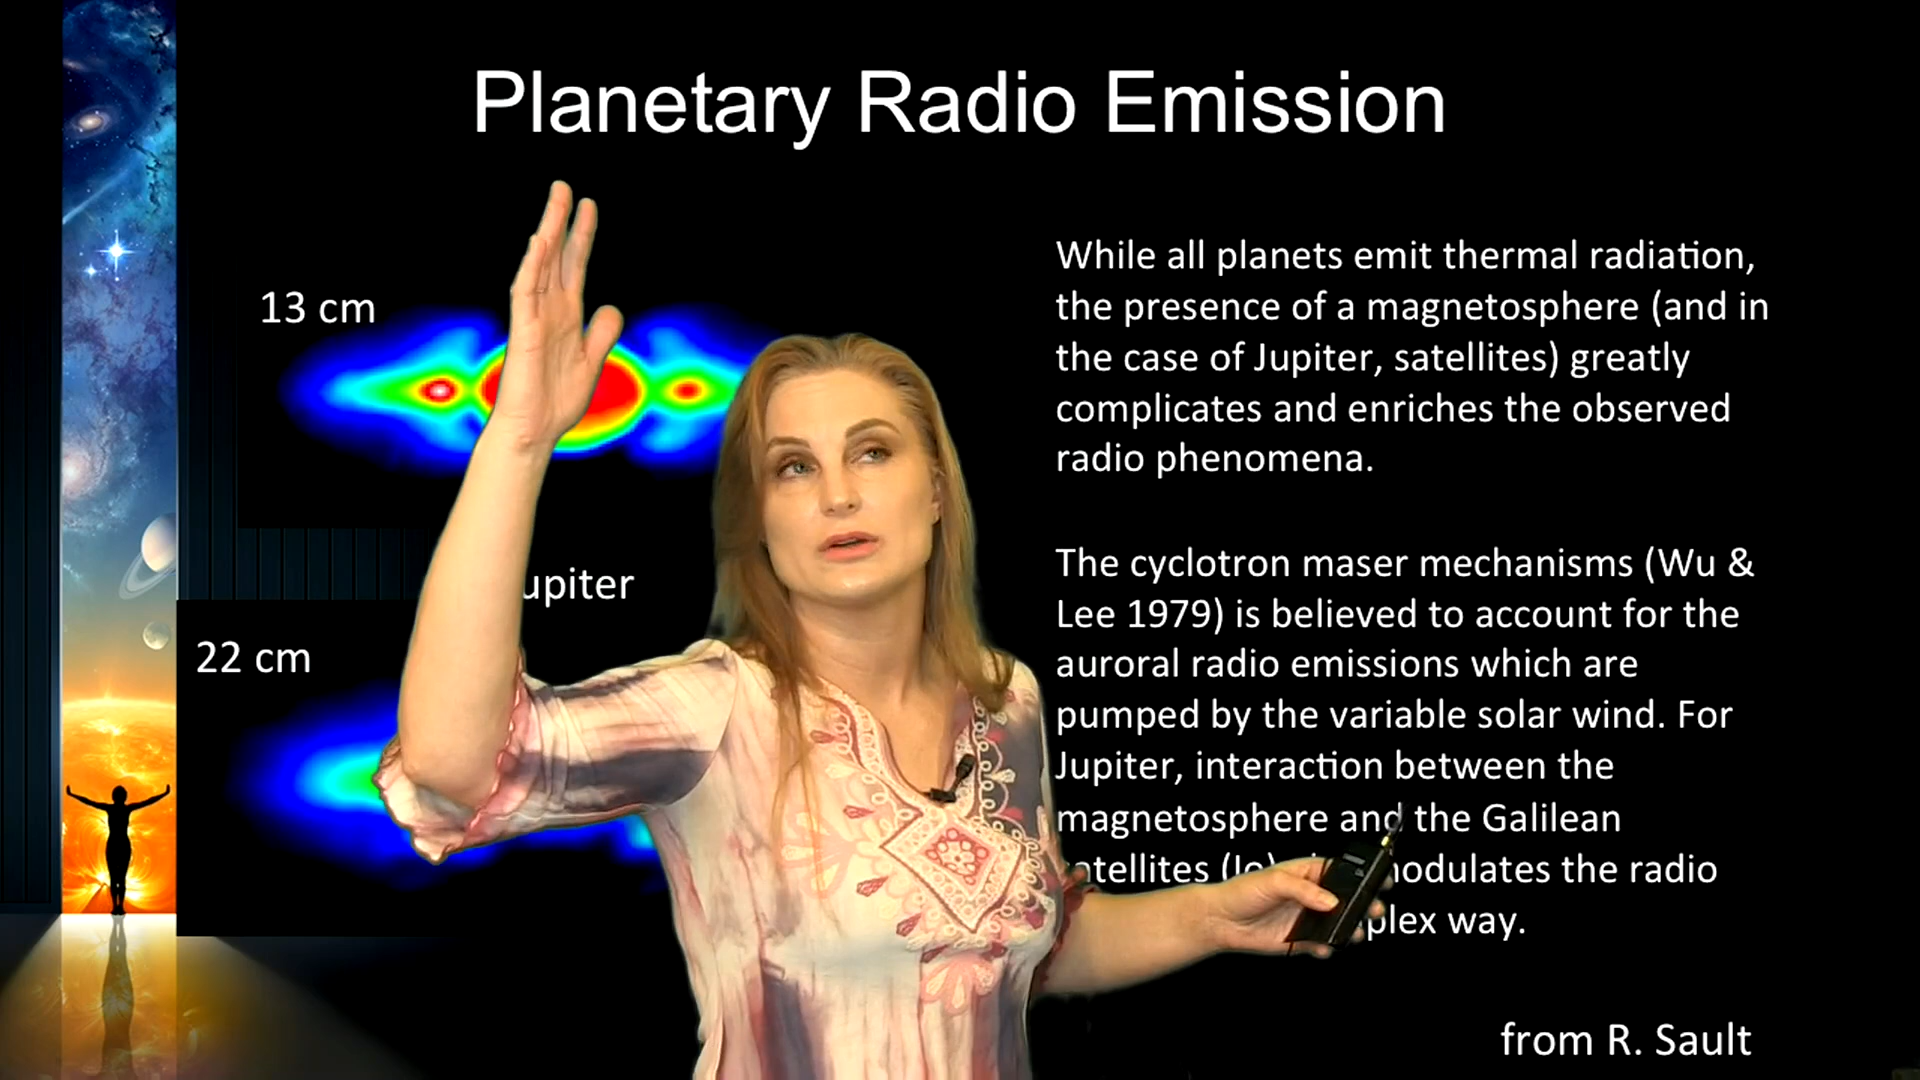 Planetary Radio Emission
13 cm
While all planets emit thermal radiation,
the presence of a magnetosphere (and in
the case of Jupiter, satellites) greatly
complicates and enriches the observed
radio phenomena.
upiter
22 cm
The cyclotron maser mechanisms (Wu &
Lee 1979) is believed to account for the
auroral radio emissions which are
pumped by the variable solar wind. For
Jupiter, interaction between the
magnetosphere and the Galilean
atellites (Io) odulates the radio
plex way.
from R. Sault